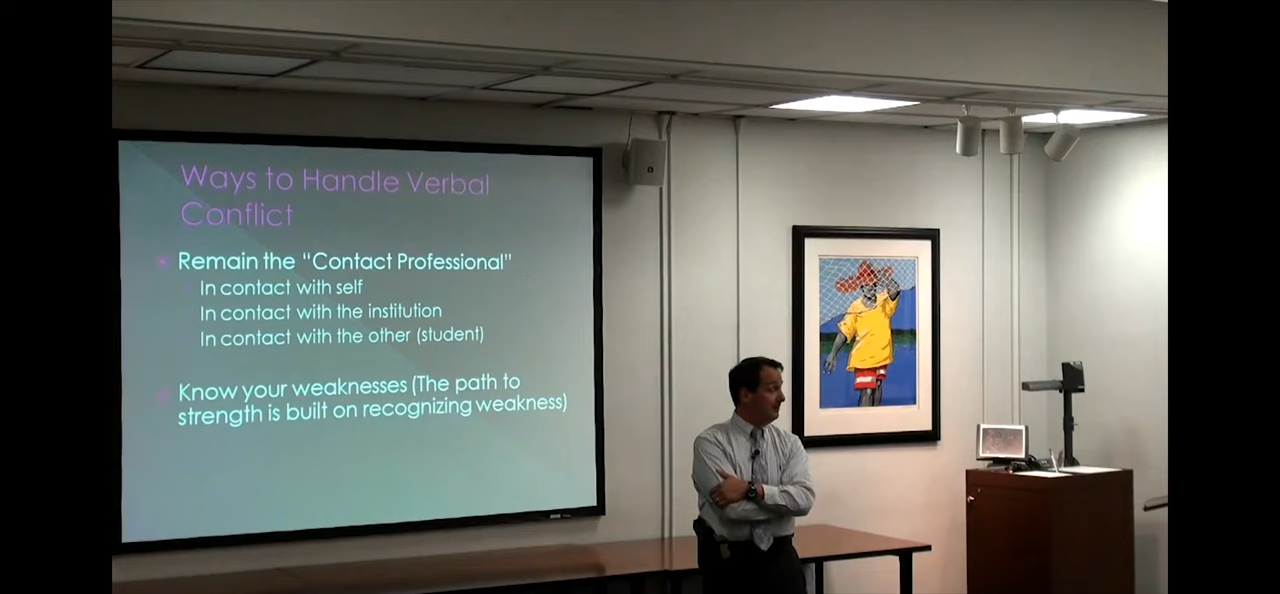 Ways to Handle Verbal
Conflict
Remain the “Contact Professional”
In contact with self
In contact with the institution
In contact with the other (student)
Know your weaknesses (The path to
strength is built on recognizing weakness)